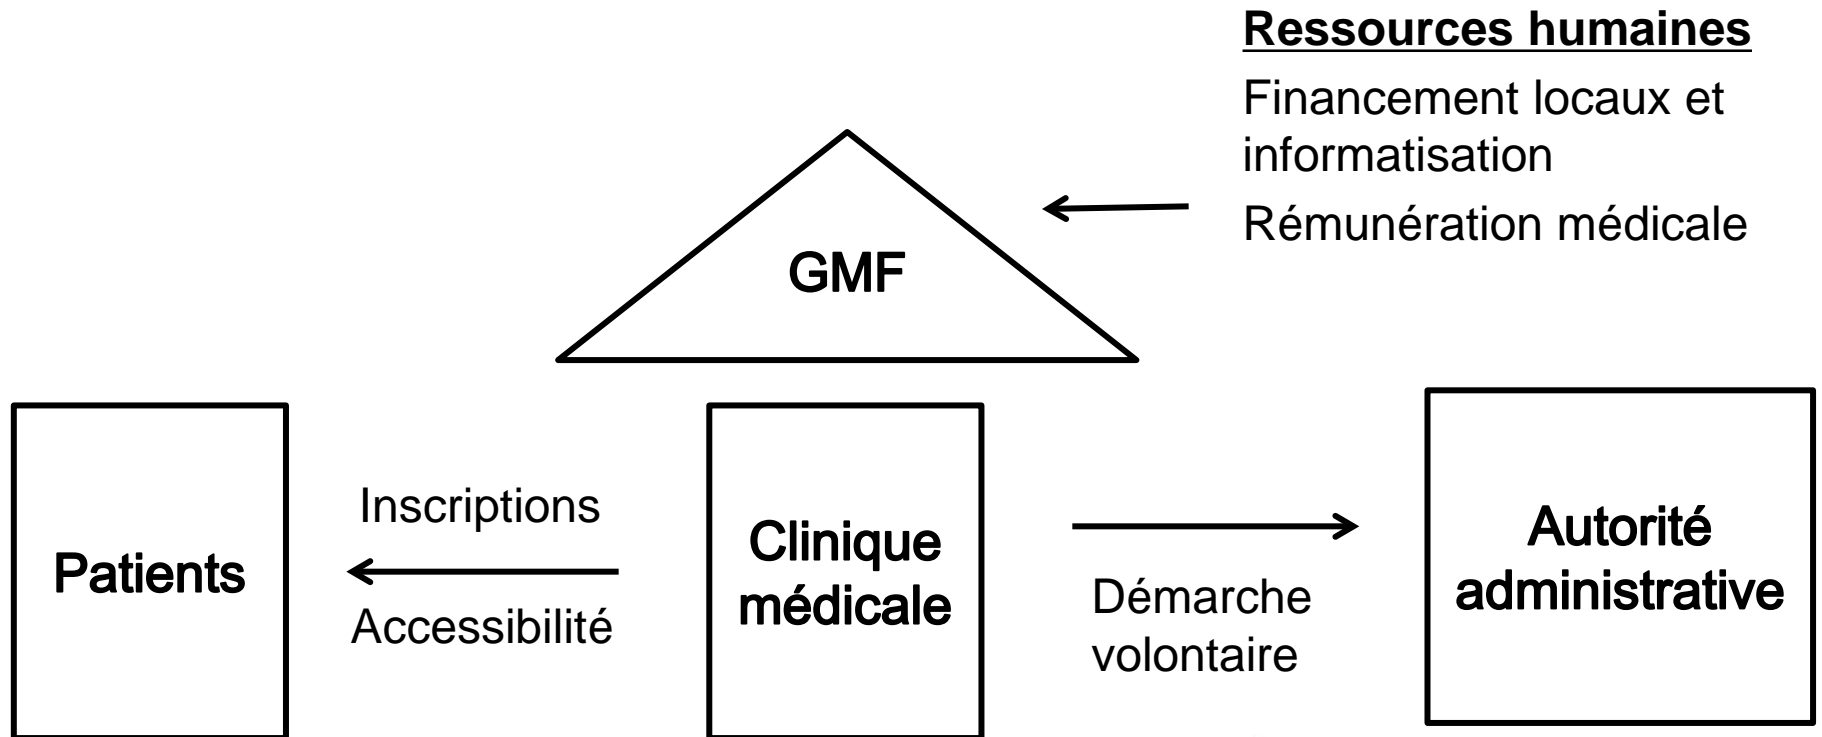 Ressources humaines
Financement locaux et
informatisation
Rémunération médicale
GMF
Patients
Inscriptions
Accessibilité
Clinique
médicale
Démarche
volontaire
Autorité
administrative